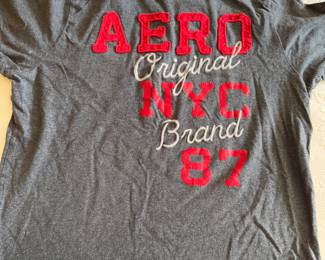 AERO
Original
NYC
Brand
87